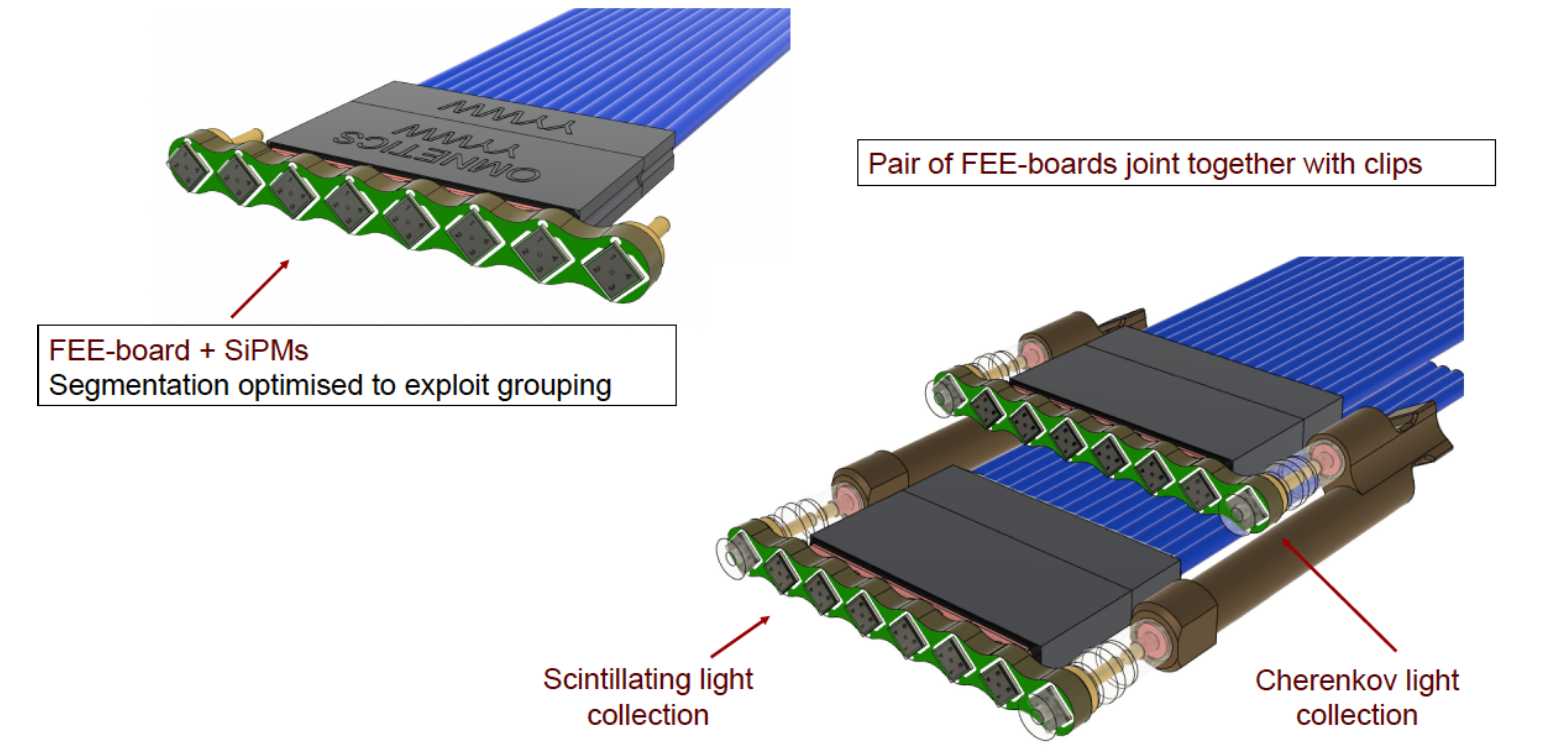 YYWW
YYWW
OMNETICS
Pair of FEE-boards joint together with clips
FEE-board + SiPMs
Segmentation optimised to exploit grouping
Scintillating light
collection
Cherenkov light
collection